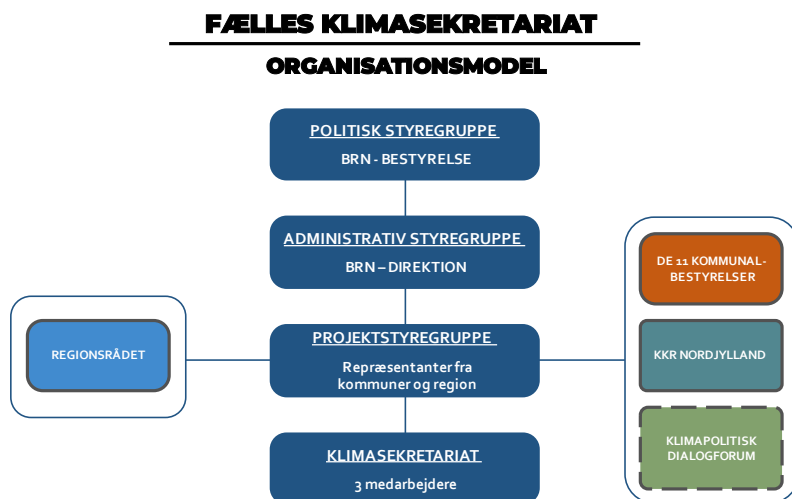 FÆLLES KLIMASEKRETARIAT
ORGANISATIONSMODEL
POLITISK STYREGRUPPE
BRN - BESTYRELSE
ADMINISTRATIV STYREGRUPPE
BRN – DIREKTION
PROJEKTSTYREGRUPPE
Repræsentanter fra
kommuner og region
KLIMASEKRETARIAT
3 medarbejdere
REGIONSRÅDET
DE 11 KOMMUNAL-
BESTYRELSER
KKR NORDJYLLAND
KLIMAPOLITISK
DIALOGFORUM